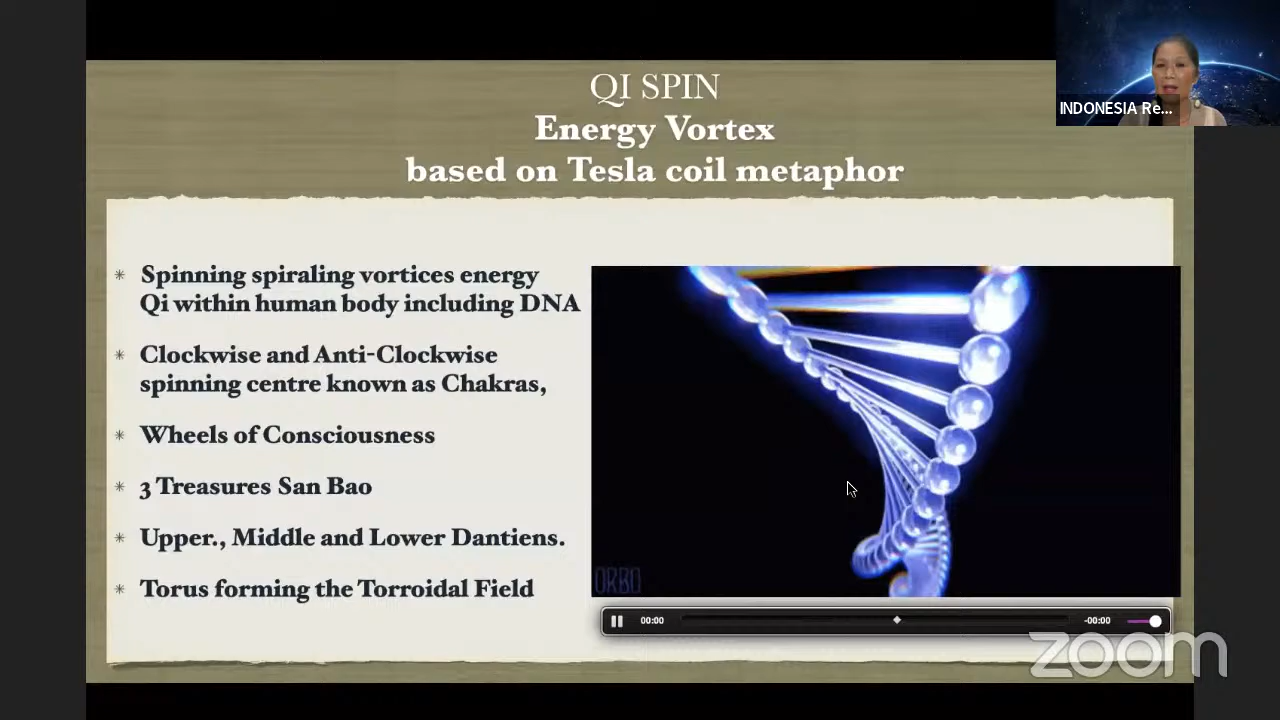 QI SPIN
Energy Vortex
based on Tesla coil metaphor
INDONESIA Re...
* Spinning spiraling vortices energy
Qi within human body including DNA
* Clockwise and Anti-Clockwise
spinning centre known as Chakras,
* Wheels of Consciousness
* 3 Treasures San Bao
* Upper., Middle and Lower Dantiens.
* Torus forming the Torroidal Field
ORBO
00:00
-00:00
zoom